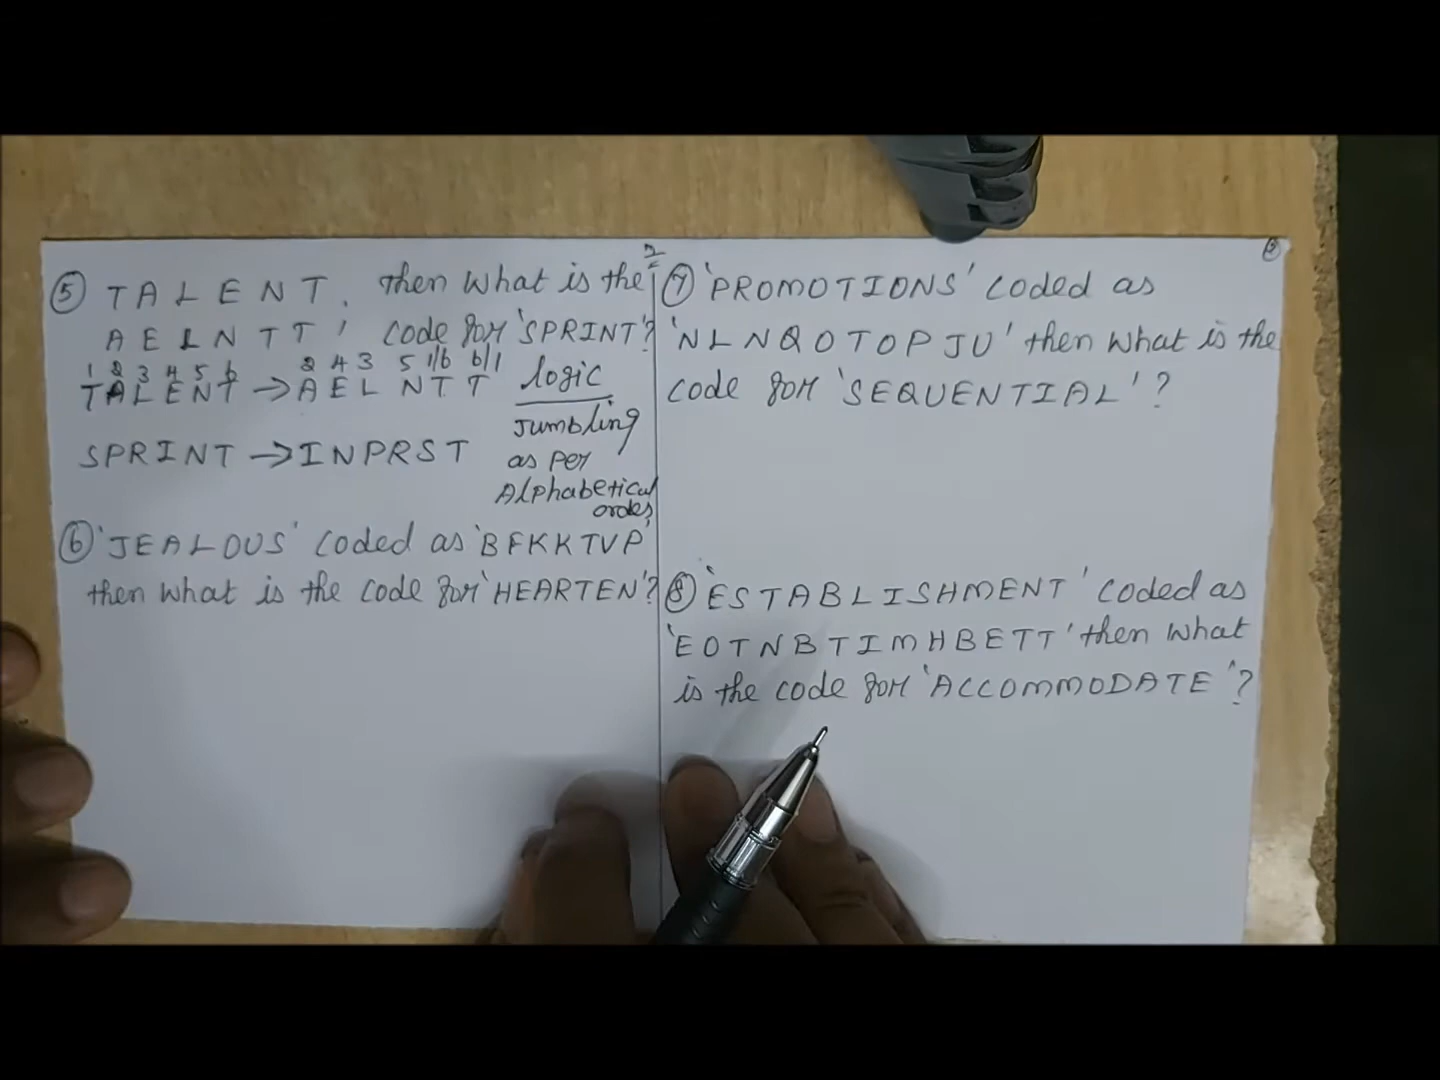 ⑤ TALENT, then what is the
AELNTT' code for 'SPRINT'?
1 2 3 4 5 6 2 4 3 5 1/6 6/1
TALENT → AELNTT logic
Jumbling
SPRINT → INPRST as per
Alphabetical
order
⑥ 'JEALOUS' coded as 'BFKKTVP'
then what is the code for 'HEARTEN'?
⑦ 'PROMOTIONS' coded as
'NLNQOTOPJU' then what is the
code for 'SEQUENTIAL'?
⑧ 'ESTABLISHMENT' coded as
'EOTNBTIMHBETT' then what
is the code for 'ACCOMMODATE'?